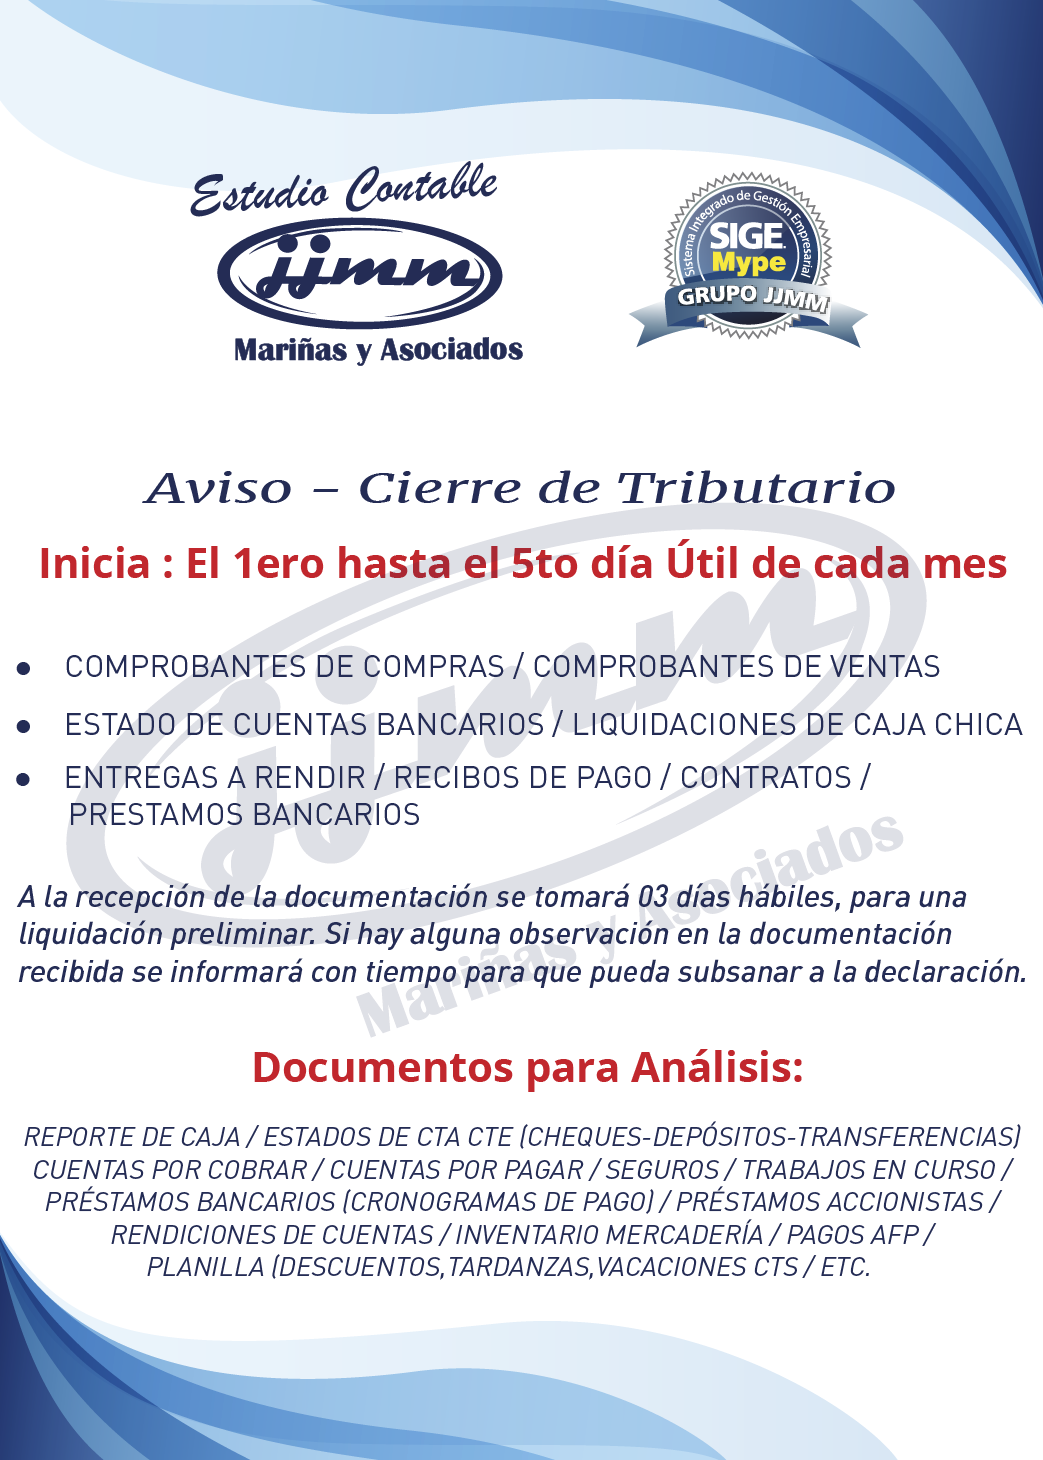 Estudio Contable
jjmm
Mariñas y Asociados
Sistema Integrado de Gestión Empresarial
SIGE.
Mype
GRUPO JJMM
Aviso – Cierre de Tributario
Inicia : El 1ero hasta el 5to día Útil de cada mes
● COMPROBANTES DE COMPRAS / COMPROBANTES DE VENTAS
● ESTADO DE CUENTAS BANCARIOS / LIQUIDACIONES DE CAJA CHICA
● ENTREGAS A RENDIR / RECIBOS DE PAGO / CONTRATOS /
PRESTAMOS BANCARIOS
jjmm
Mariñas y Asociados
A la recepción de la documentación se tomará 03 días hábiles, para una
liquidación preliminar. Si hay alguna observación en la documentación
recibida se informará con tiempo para que pueda subsanar a la declaración.
Documentos para Análisis:
REPORTE DE CAJA / ESTADOS DE CTA CTE (CHEQUES-DEPÓSITOS-TRANSFERENCIAS)
CUENTAS POR COBRAR / CUENTAS POR PAGAR / SEGUROS / TRABAJOS EN CURSO /
PRÉSTAMOS BANCARIOS (CRONOGRAMAS DE PAGO) / PRÉSTAMOS ACCIONISTAS /
RENDICIONES DE CUENTAS / INVENTARIO MERCADERÍA / PAGOS AFP /
PLANILLA (DESCUENTOS,TARDANZAS,VACACIONES CTS / ETC.